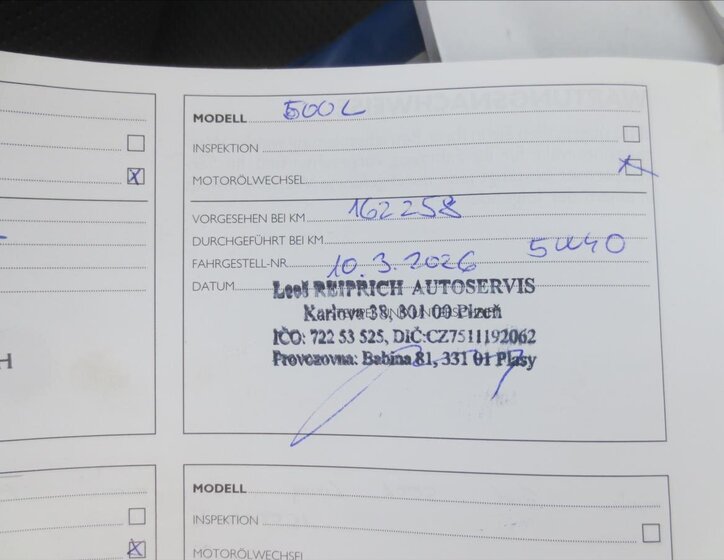 MODELL 500L
INSPEKTION
MOTORÖLWECHSEL
VORGESEHEN BEI KM 162258
DURCHGEFÜHRT BEI KM 5W40
FAHRGESTELL-NR. 10.3.2026
DATUM
Leoš REIPRICH AUTOSERVIS
Karlova 38, 301 00 Plzeň
IČO: 722 53 525, DIČ:CZ7511192062
Provozovna: Babina 81, 331 01 Plasy
H
MODELL
INSPEKTION
MOTORÖLWECHSEL